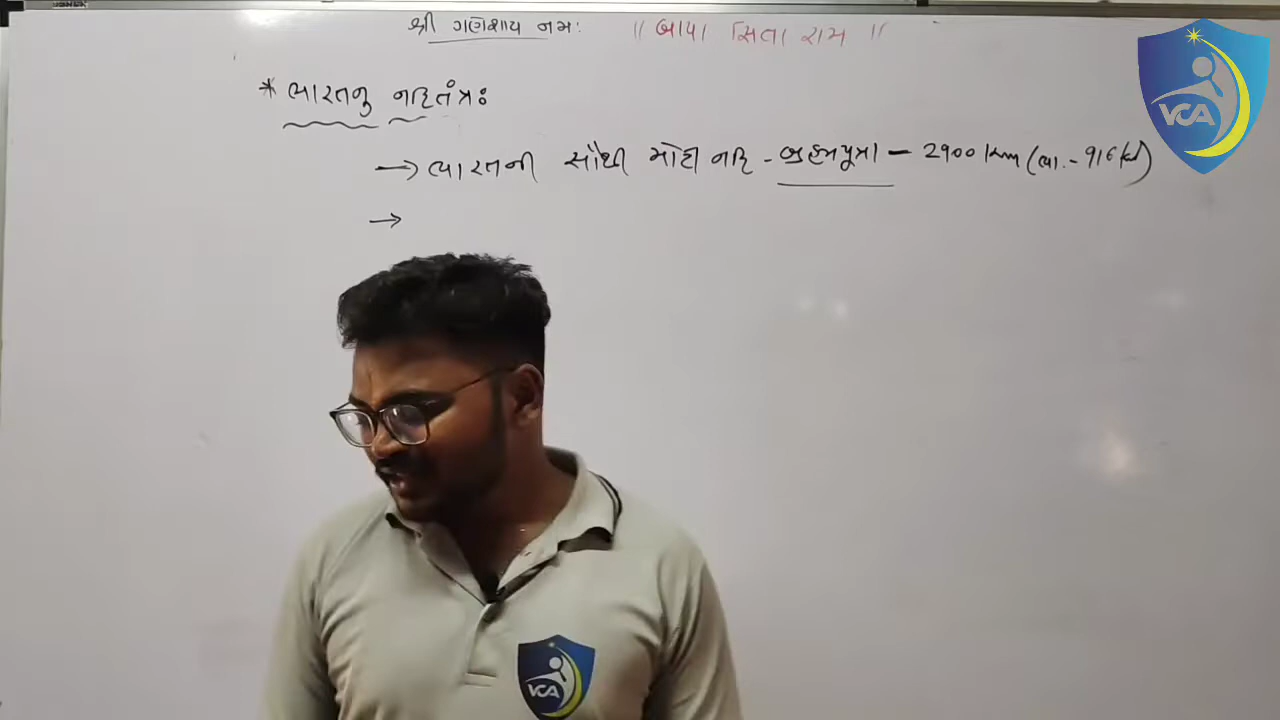 શ્રી ગણેશાય નમઃ ॥ બાપા સિતા રામ ॥
* ભારતનુ નદિતંત્રઃ
→ ભારતની સૌથી મોટી નદિ - બ્રહ્મપુત્રા - 2900 km (ભા. - 916 km)
→
VCA
VCA